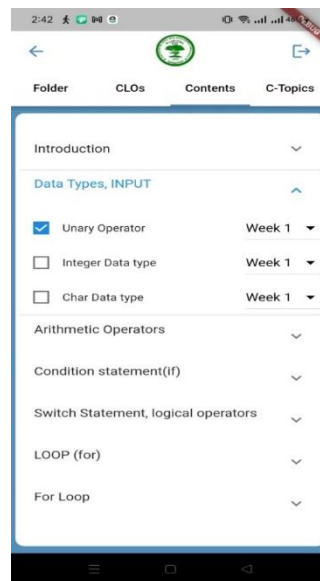 2:42
DEBUG
Folder CLOs Contents C-Topics
Introduction
Data Types, INPUT
Unary Operator Week 1
Integer Data type Week 1
Char Data type Week 1
Arithmetic Operators
Condition statement(if)
Switch Statement, logical operators
LOOP (for)
For Loop